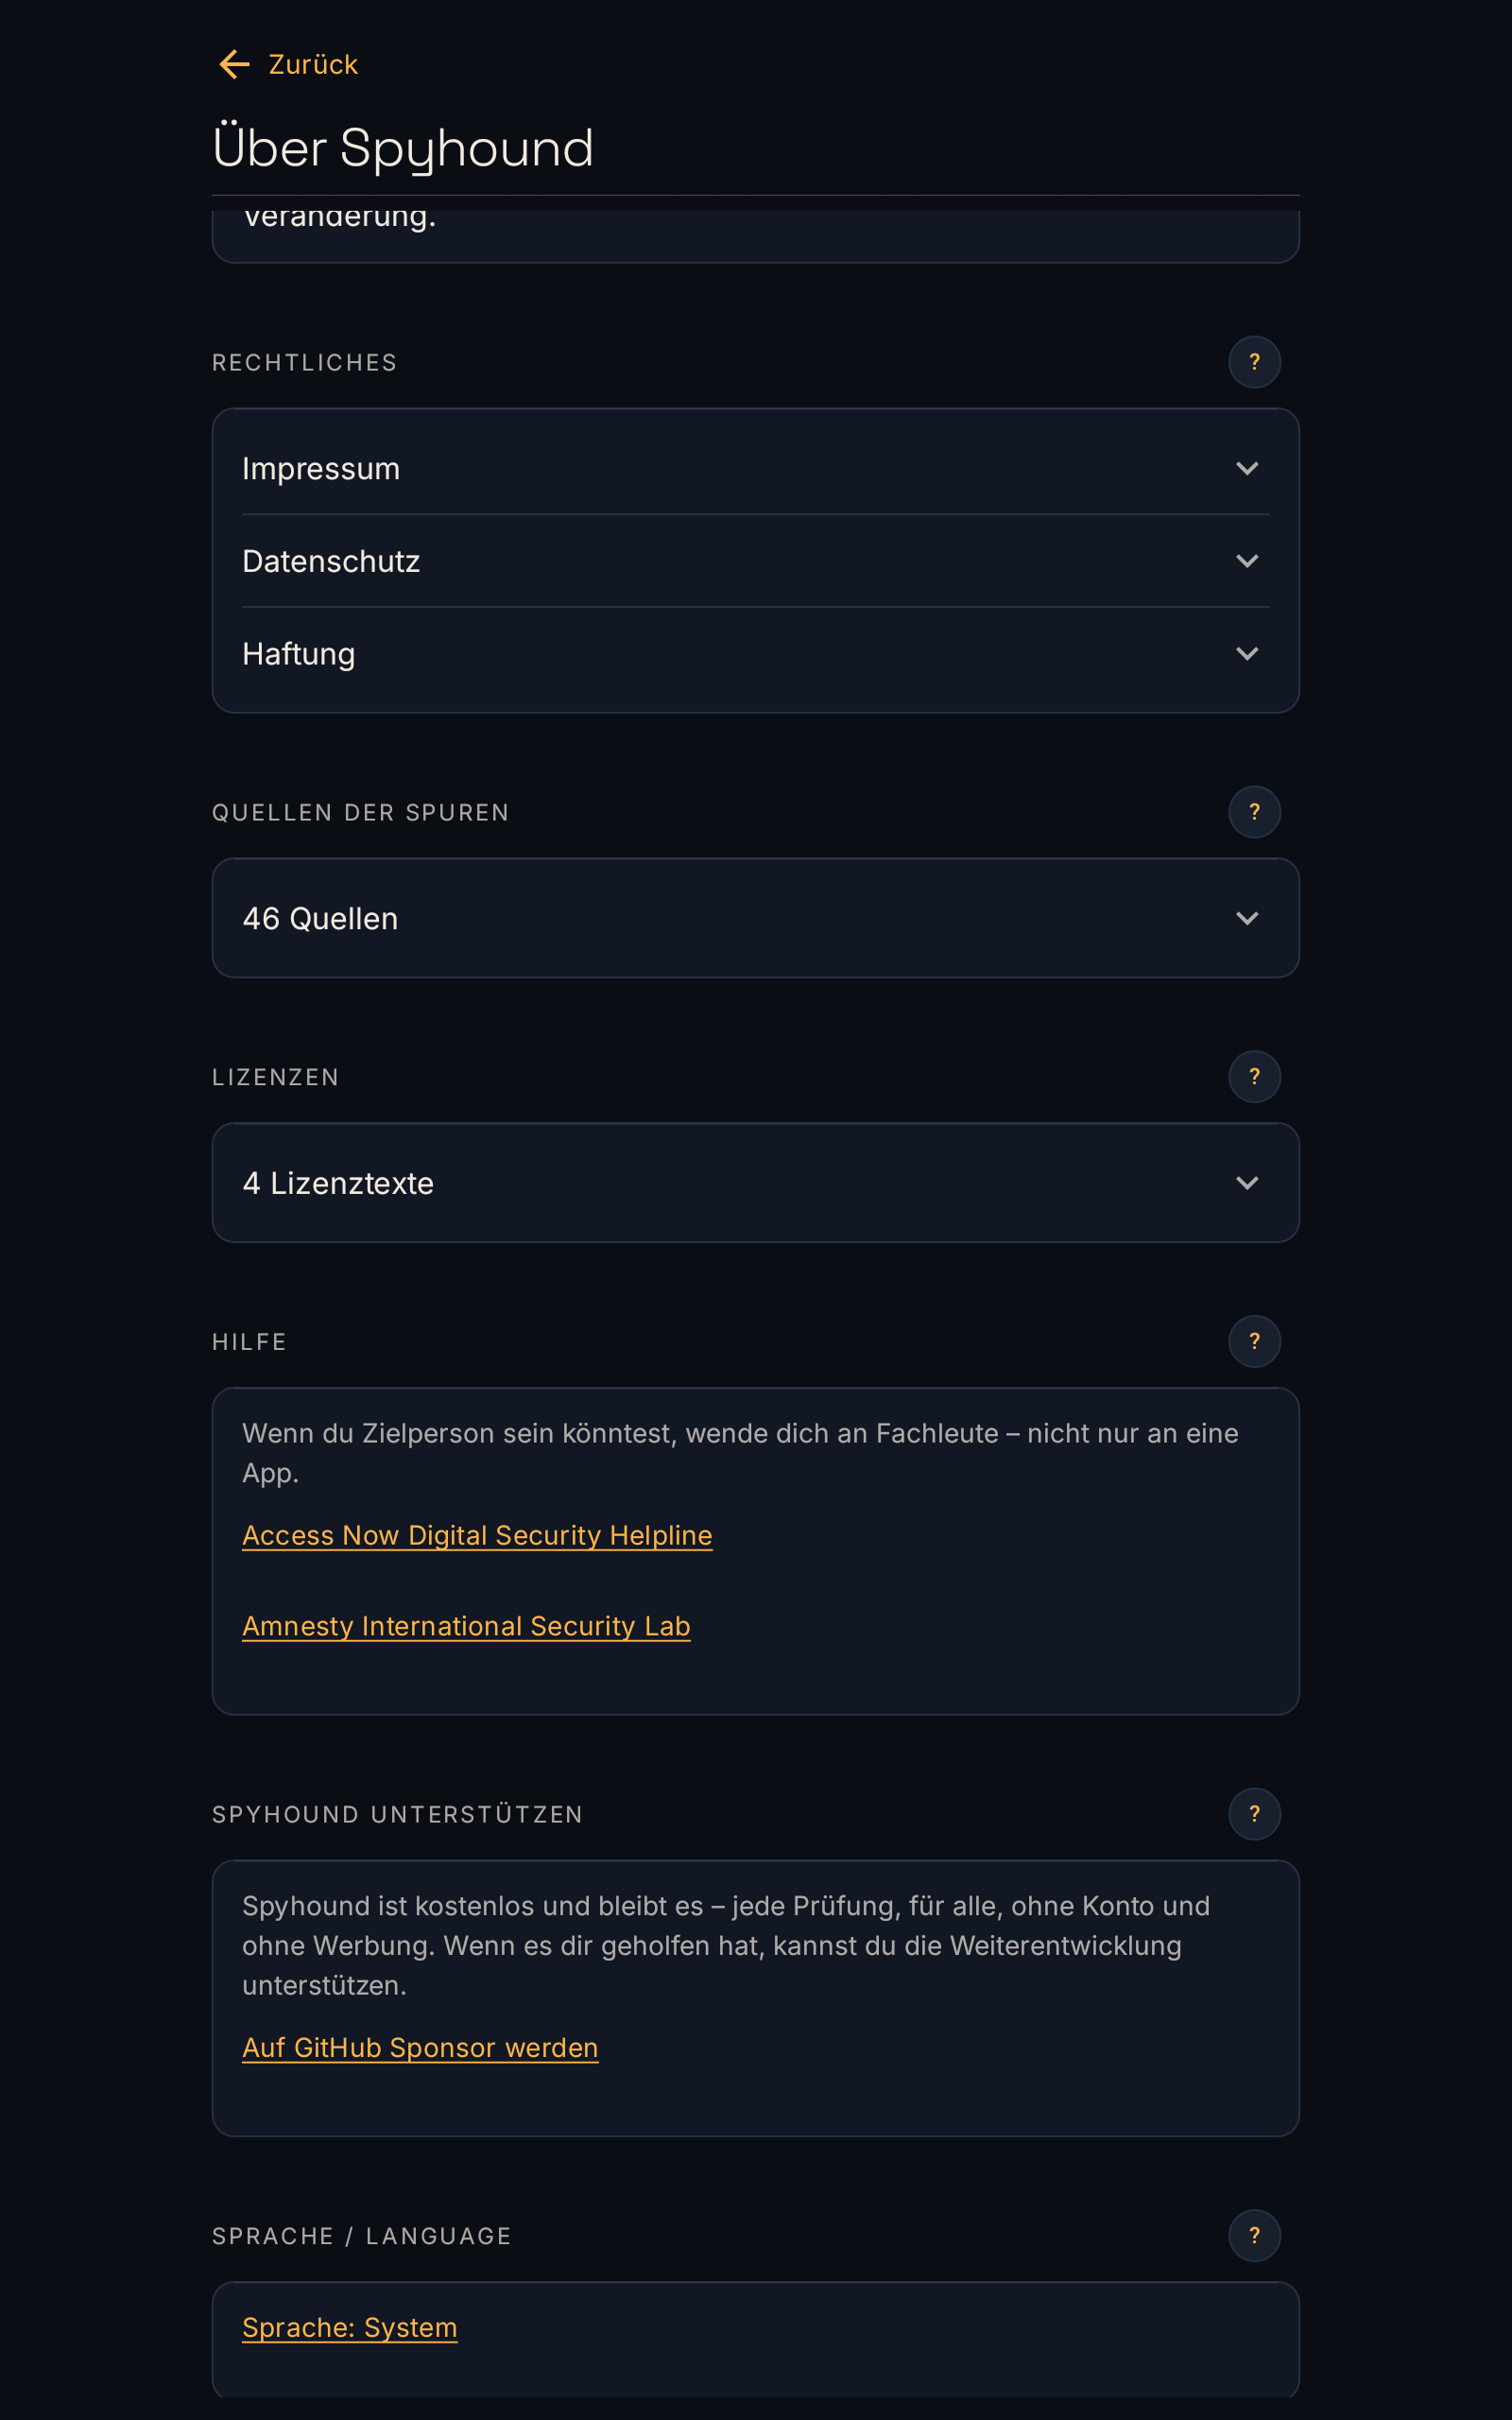 Zurück
Über Spyhound
Veränderung.
RECHTLICHES
?
Impressum
Datenschutz
Haftung
QUELLEN DER SPUREN
?
46 Quellen
LIZENZEN
?
4 Lizenztexte
HILFE
?
Wenn du Zielperson sein könntest, wende dich an Fachleute – nicht nur an eine
App.
Access Now Digital Security Helpline
Amnesty International Security Lab
SPYHOUND UNTERSTÜTZEN
?
Spyhound ist kostenlos und bleibt es – jede Prüfung, für alle, ohne Konto und
ohne Werbung. Wenn es dir geholfen hat, kannst du die Weiterentwicklung
unterstützen.
Auf GitHub Sponsor werden
SPRACHE / LANGUAGE
?
Sprache: System